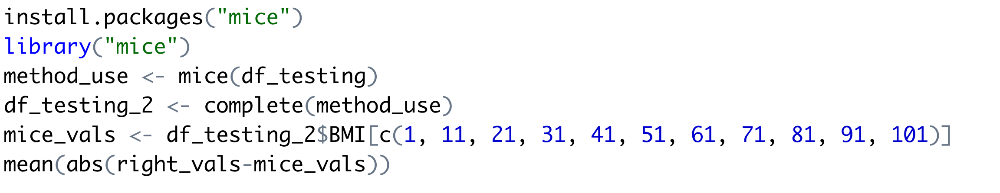 install.packages("mice")
library("mice")
method_use <- mice(df_testing)
df_testing_2 <- complete(method_use)
mice_vals <- df_testing_2$BMI[c(1, 11, 21, 31, 41, 51, 61, 71, 81, 91, 101)]
mean(abs(right_vals-mice_vals))